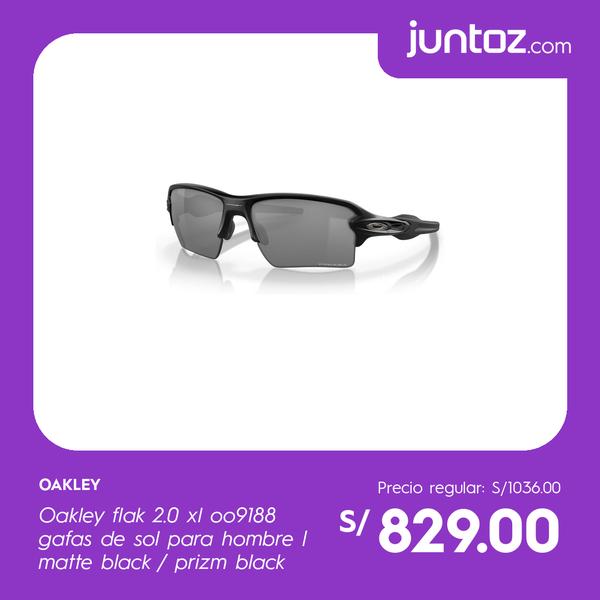 juntoz.com
OAKLEY
Oakley flak 2.0 xl oo9188
gafas de sol para hombre |
matte black / prizm black
Precio regular: S/1036.00
S/ 829.00